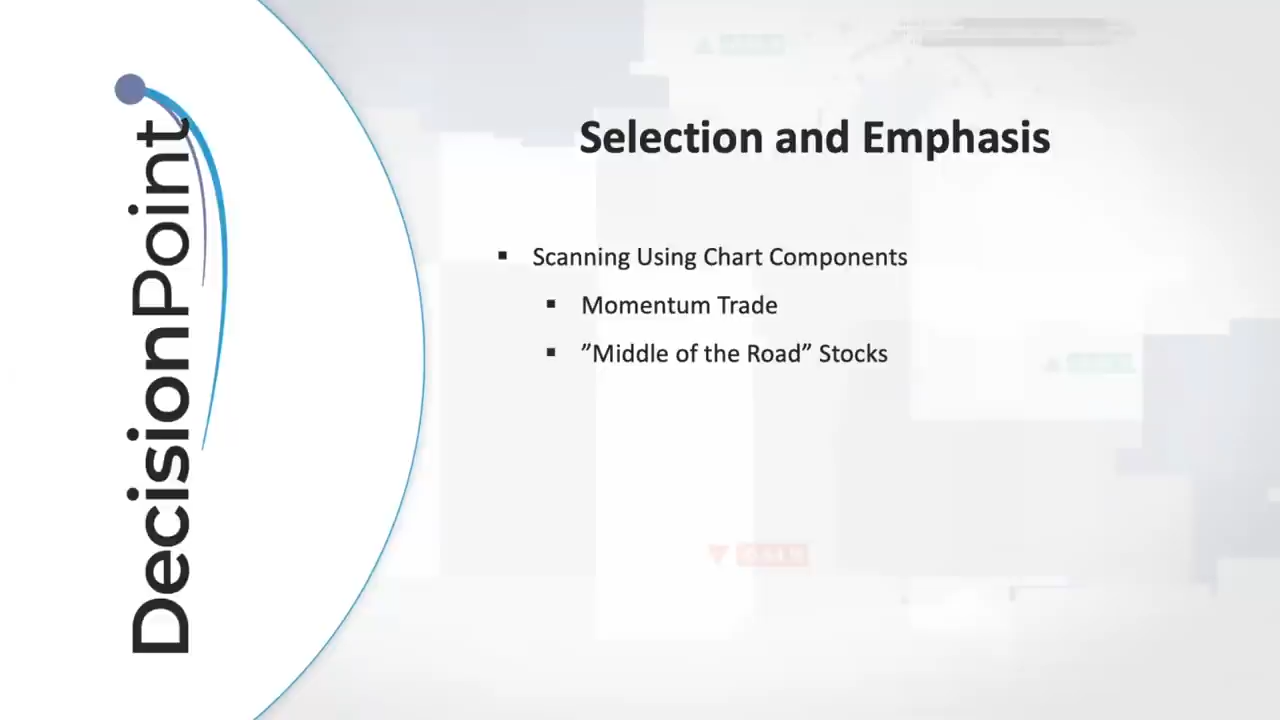 DecisionPoint
Selection and Emphasis
▪ Scanning Using Chart Components
▪ Momentum Trade
▪ ”Middle of the Road” Stocks